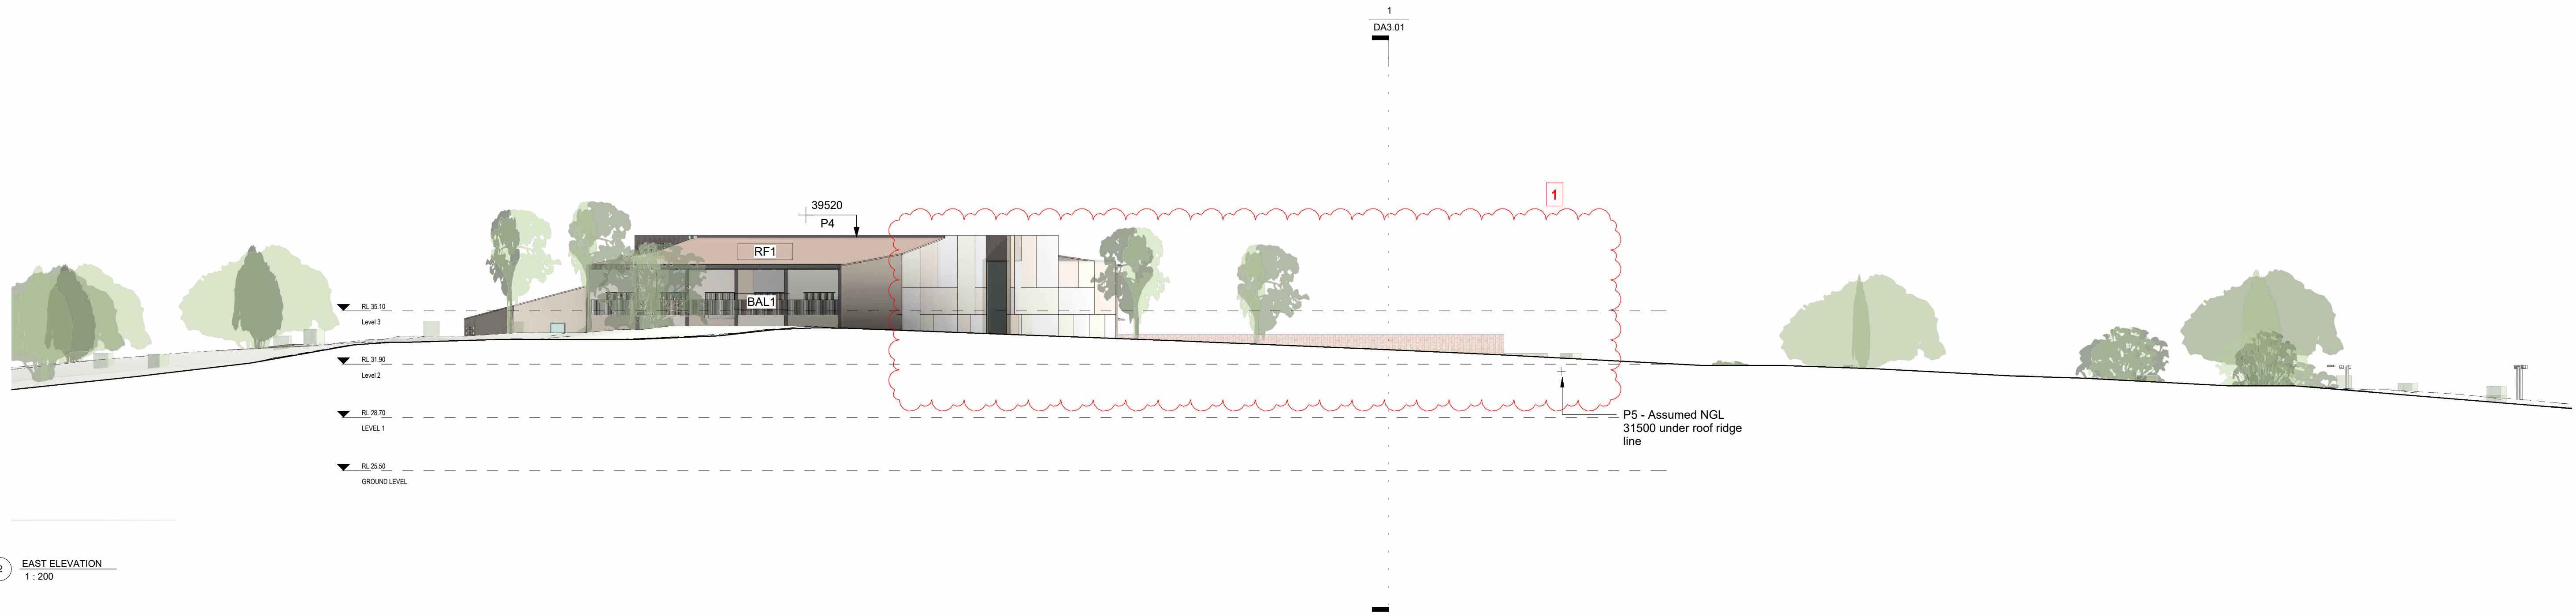 1
DA3.01
1
39520
P4
RF1
BAL1
RL 35.10
Level 3
RL 31.90
Level 2
RL 28.70
LEVEL 1
RL 25.50
GROUND LEVEL
P5 - Assumed NGL
31500 under roof ridge
line
2
EAST ELEVATION
1 : 200